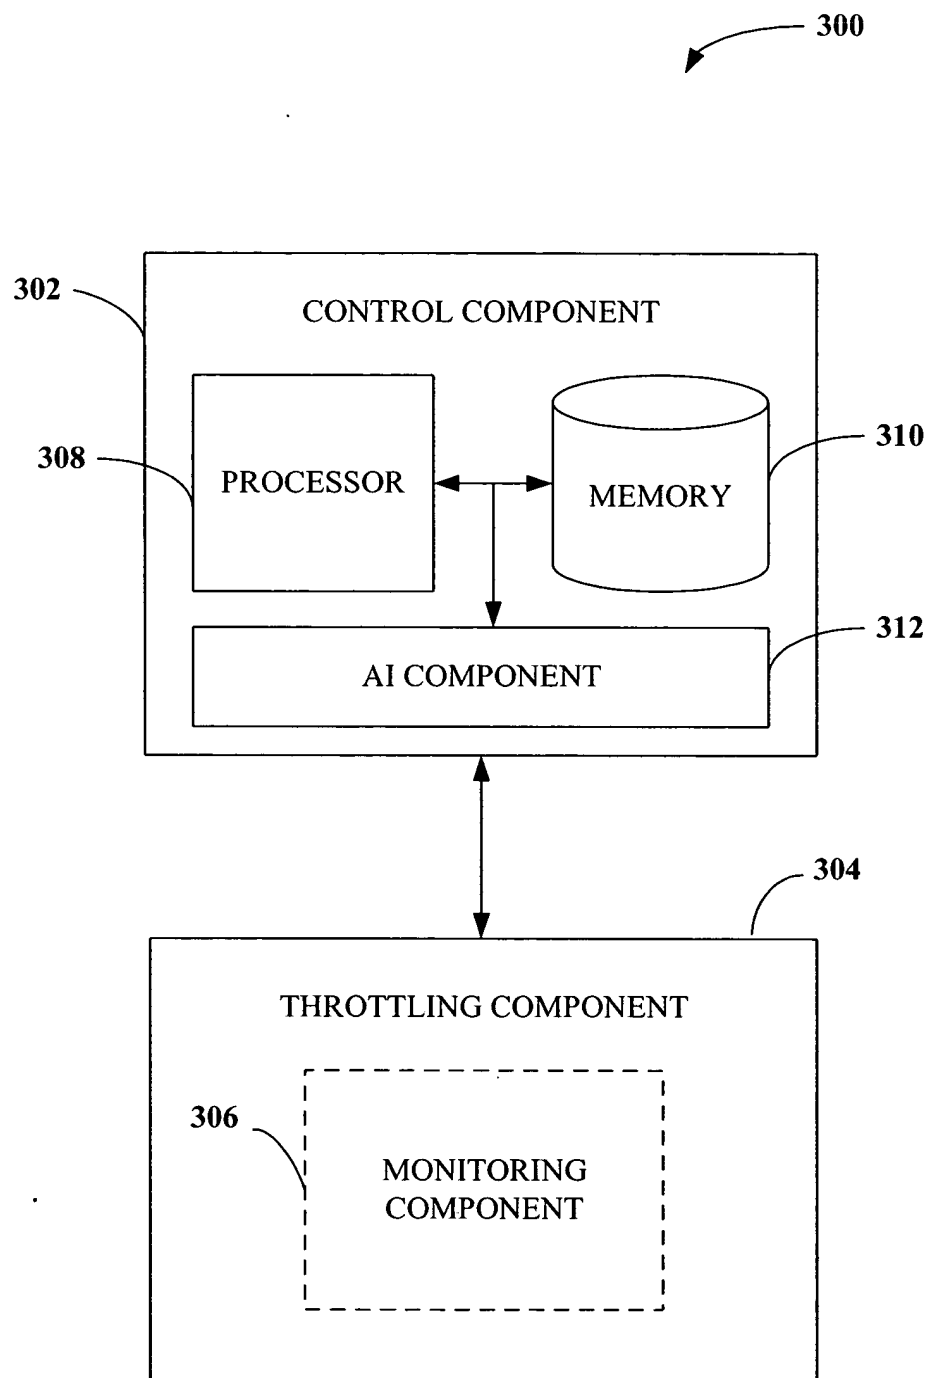 300
302
CONTROL COMPONENT
308
PROCESSOR
MEMORY
310
AI COMPONENT
312
304
THROTTLING COMPONENT
306
MONITORING
COMPONENT